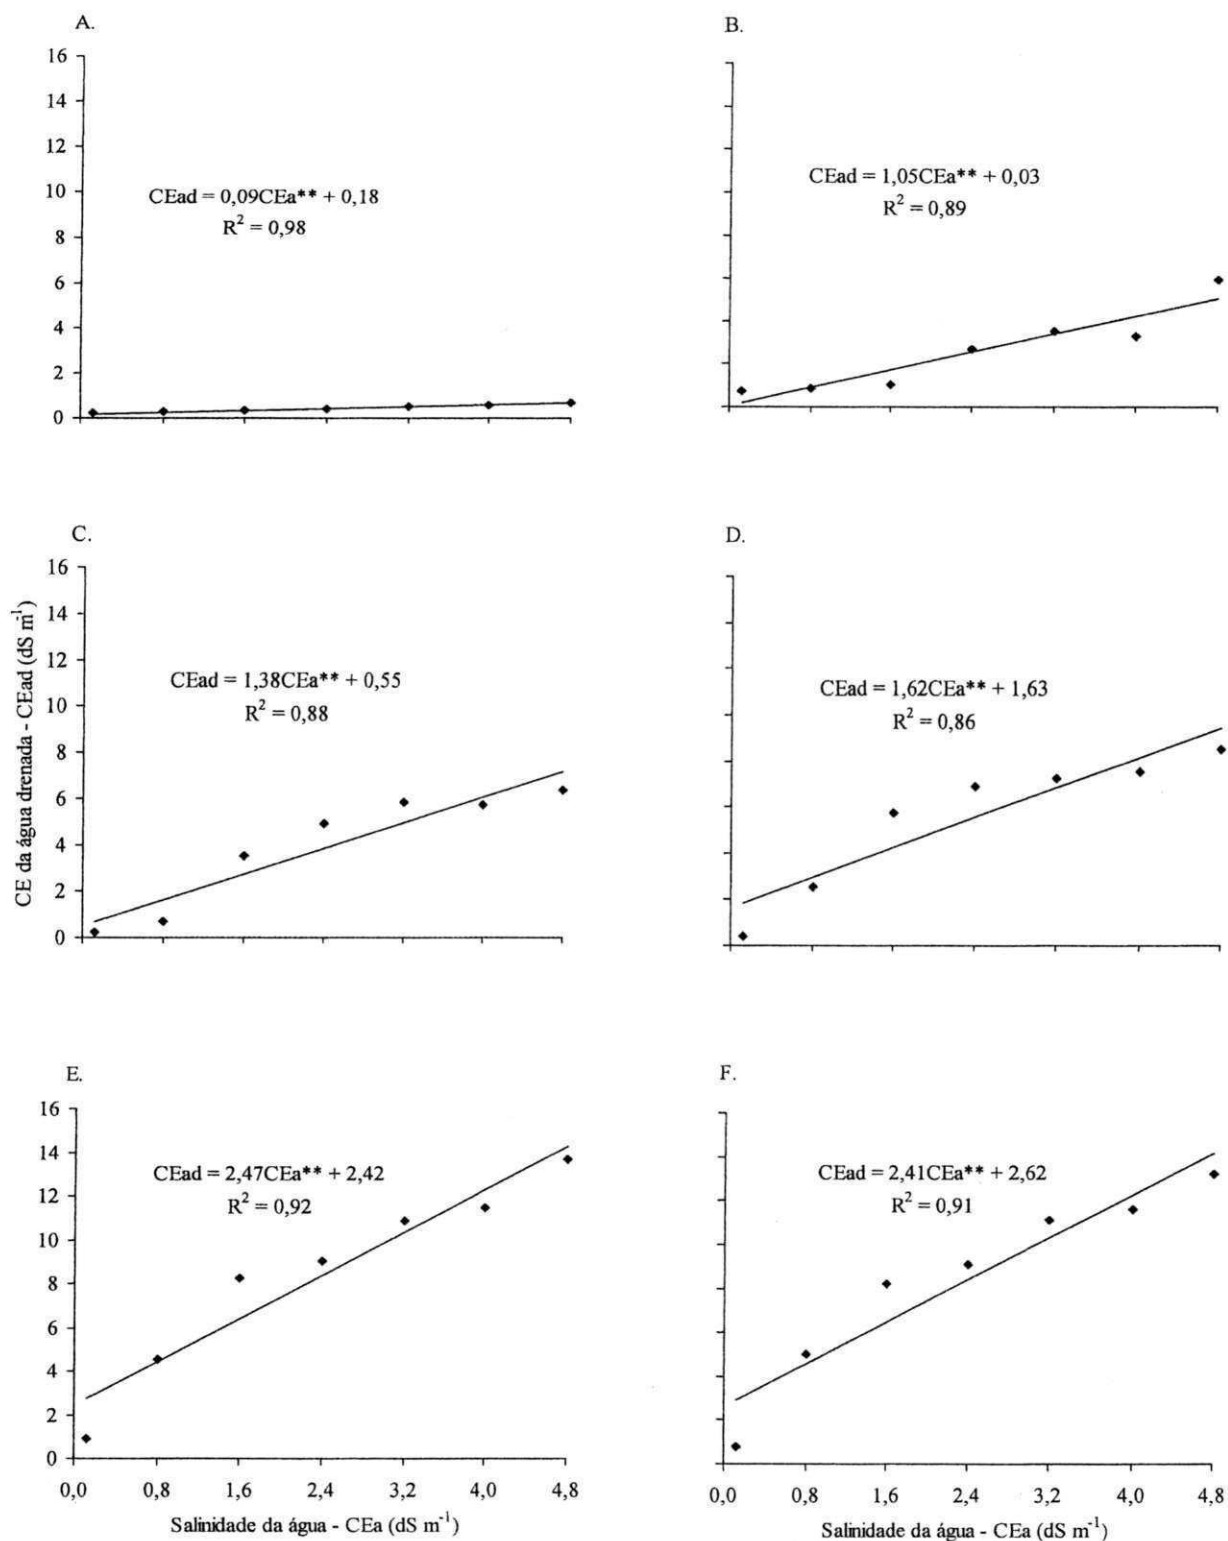 A.
16
14
12
10
8
6
4
2
0
CEad = 0,09CEa** + 0,18
R² = 0,98
B.
CEad = 1,05CEa** + 0,03
R² = 0,89
CE da água drenada - CEad (dS m⁻¹)
C.
16
14
12
10
8
6
4
2
0
CEad = 1,38CEa** + 0,55
R² = 0,88
D.
CEad = 1,62CEa** + 1,63
R² = 0,86
E.
16
14
12
10
8
6
4
2
0
CEad = 2,47CEa** + 2,42
R² = 0,92
0,0 0,8 1,6 2,4 3,2 4,0 4,8
Salinidade da água - CEa (dS m⁻¹)
F.
CEad = 2,41CEa** + 2,62
R² = 0,91
0,0 0,8 1,6 2,4 3,2 4,0 4,8
Salinidade da água - CEa (dS m⁻¹)